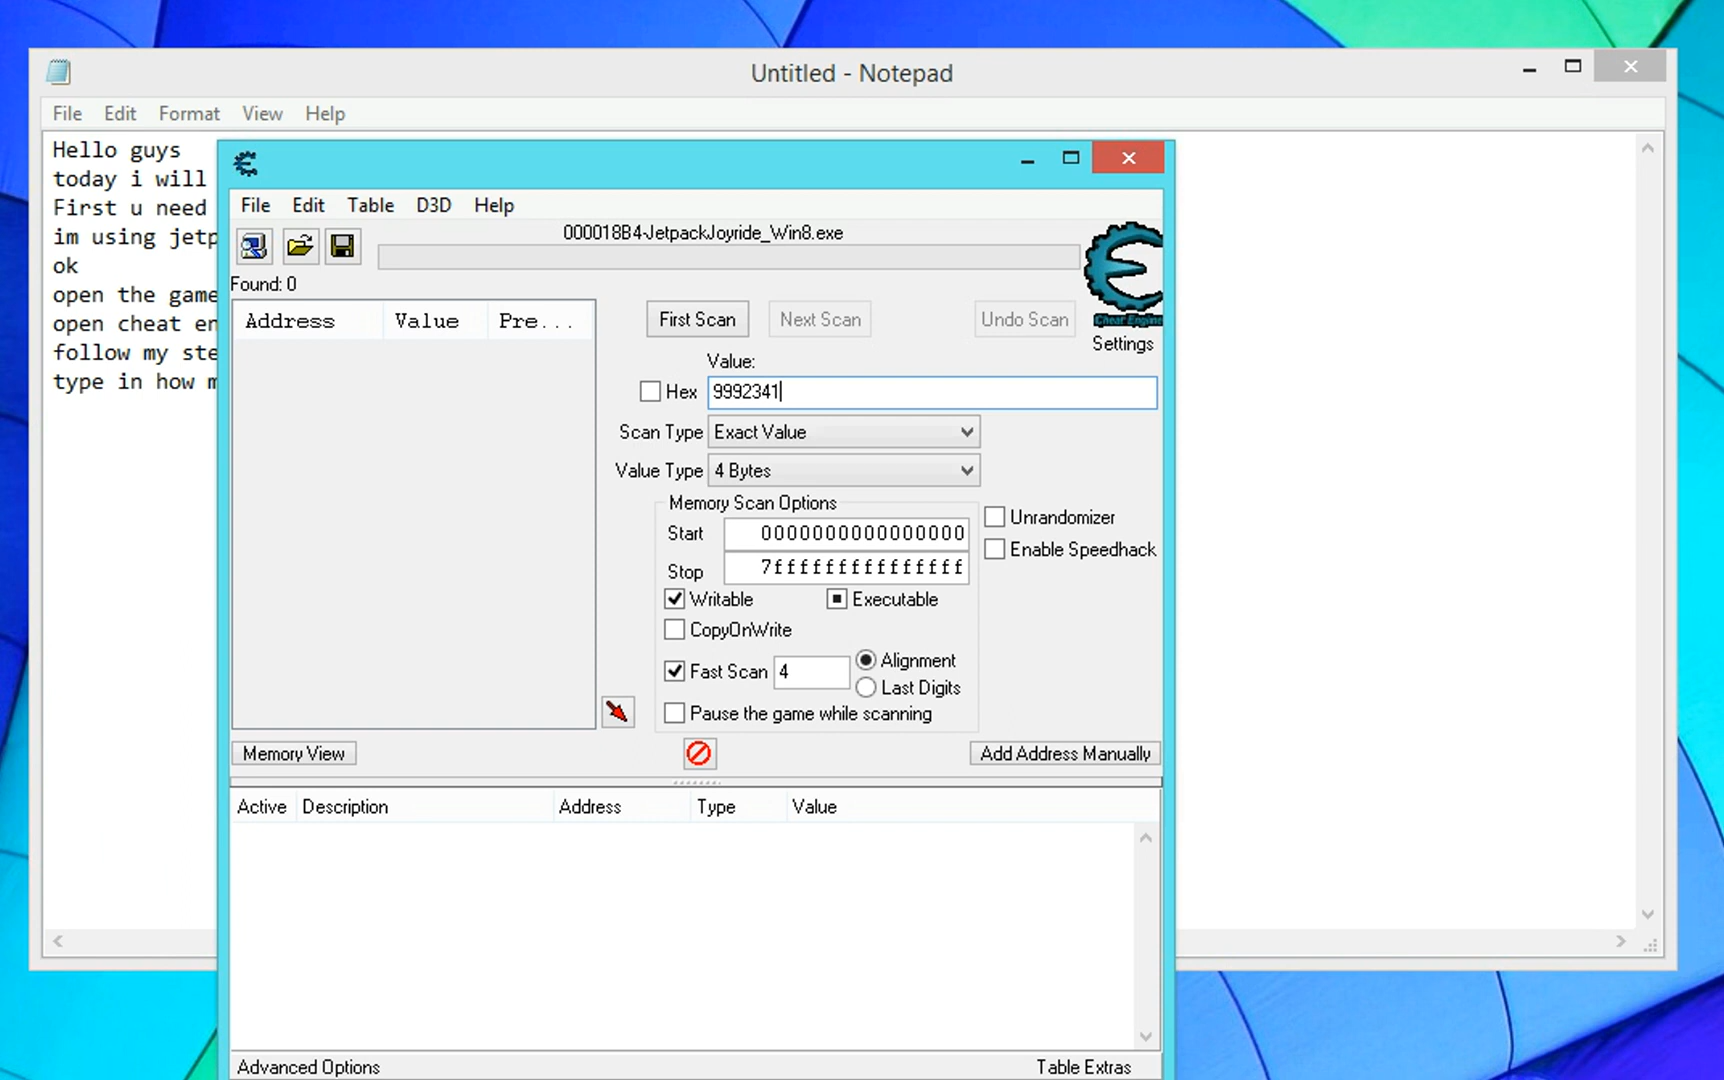 Untitled - Notepad
File Edit Format View Help
Hello guys
today i will
First u need
im using jetp
ok
open the game
open cheat en
follow my ste
type in how m
File Edit Table D3D Help
000018B4-JetpackJoyride_Win8.exe
Found: 0
Address Value Pre...
First Scan Next Scan Undo Scan
Cheat Engine
Settings
Value:
Hex 9992341
Scan Type Exact Value
Value Type 4 Bytes
Memory Scan Options
Start 0000000000000000
Stop 7fffffffffffffff
Unrandomizer
Enable Speedhack
Writable Executable
CopyOnWrite
Fast Scan 4 Alignment
Last Digits
Pause the game while scanning
Memory View Add Address Manually
Active Description Address Type Value
Advanced Options Table Extras